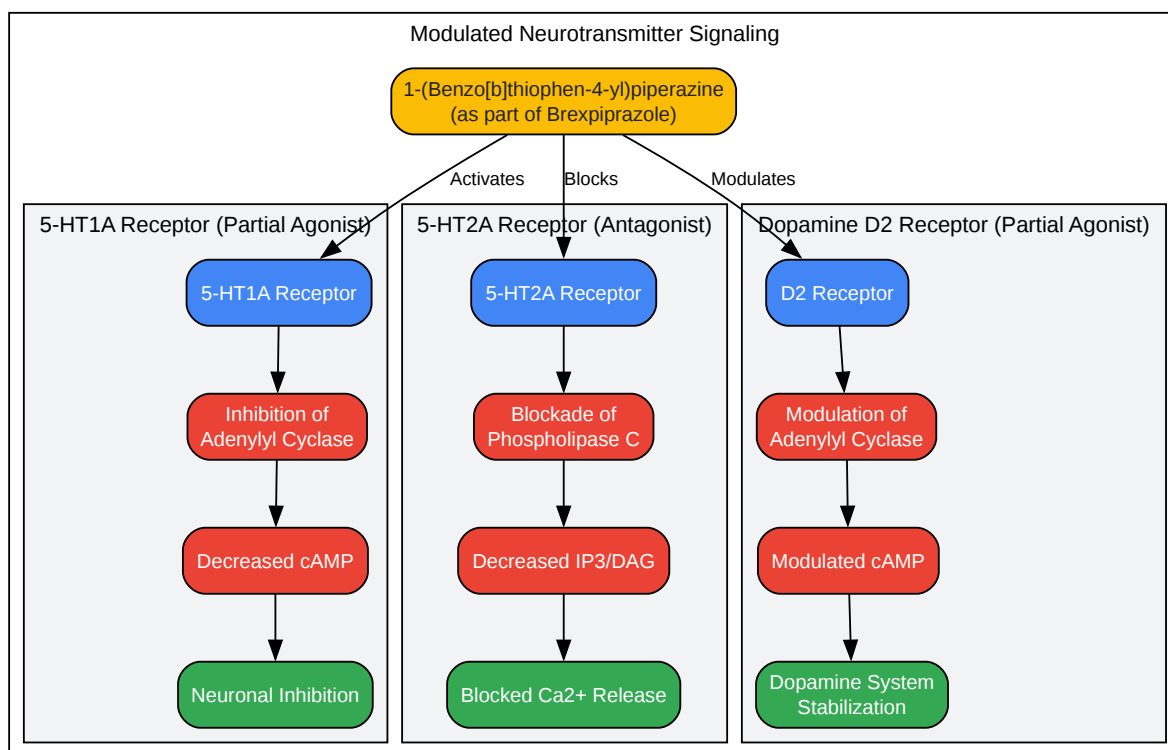 Modulated Neurotransmitter Signaling
1-(Benzo[b]thiophen-4-yl)piperazine
(as part of Brexpiprazole)
Activates
Blocks
Modulates
5-HT1A Receptor (Partial Agonist)
5-HT2A Receptor (Antagonist)
Dopamine D2 Receptor (Partial Agonist)
5-HT1A Receptor
5-HT2A Receptor
D2 Receptor
Inhibition of
Adenylyl Cyclase
Blockade of
Phospholipase C
Modulation of
Adenylyl Cyclase
Decreased cAMP
Decreased IP3/DAG
Modulated cAMP
Neuronal Inhibition
Blocked Ca2+ Release
Dopamine System
Stabilization